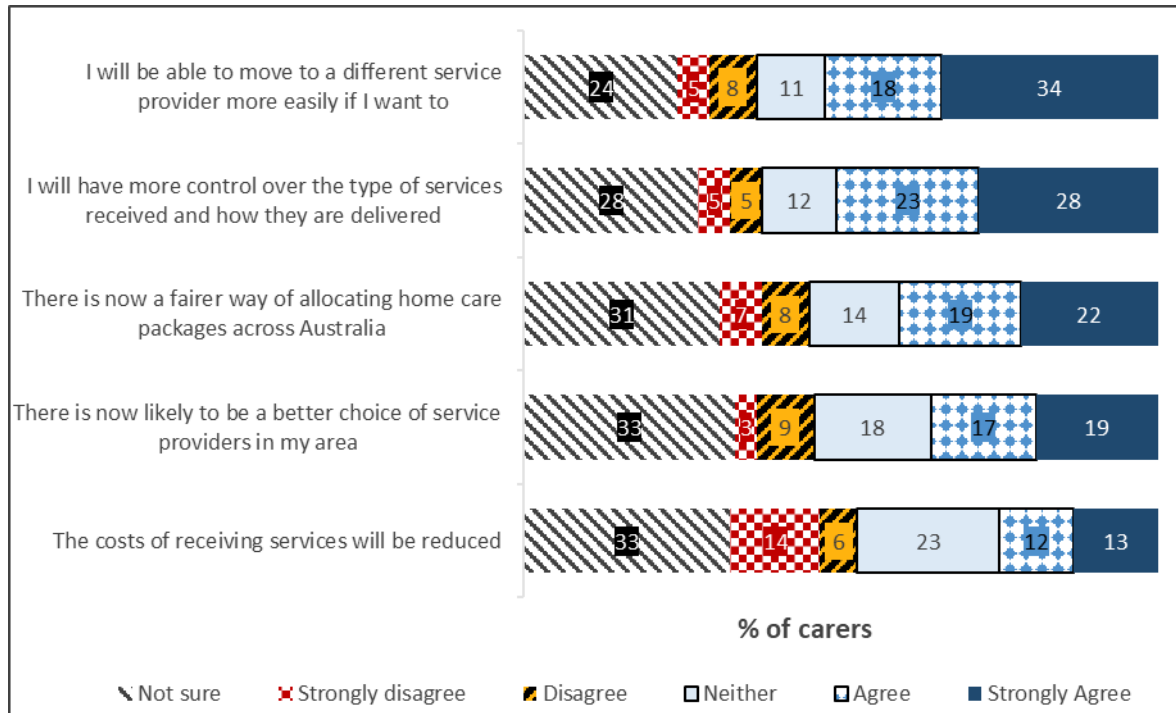 I will be able to move to a different service
provider more easily if I want to
24 5 8 11 18 34
I will have more control over the type of services
received and how they are delivered
28 5 5 12 23 28
There is now a fairer way of allocating home care
packages across Australia
31 7 8 14 19 22
There is now likely to be a better choice of service
providers in my area
33 3 9 18 17 19
The costs of receiving services will be reduced
33 14 6 23 12 13
% of carers
Not sure Strongly disagree Disagree Neither Agree Strongly Agree